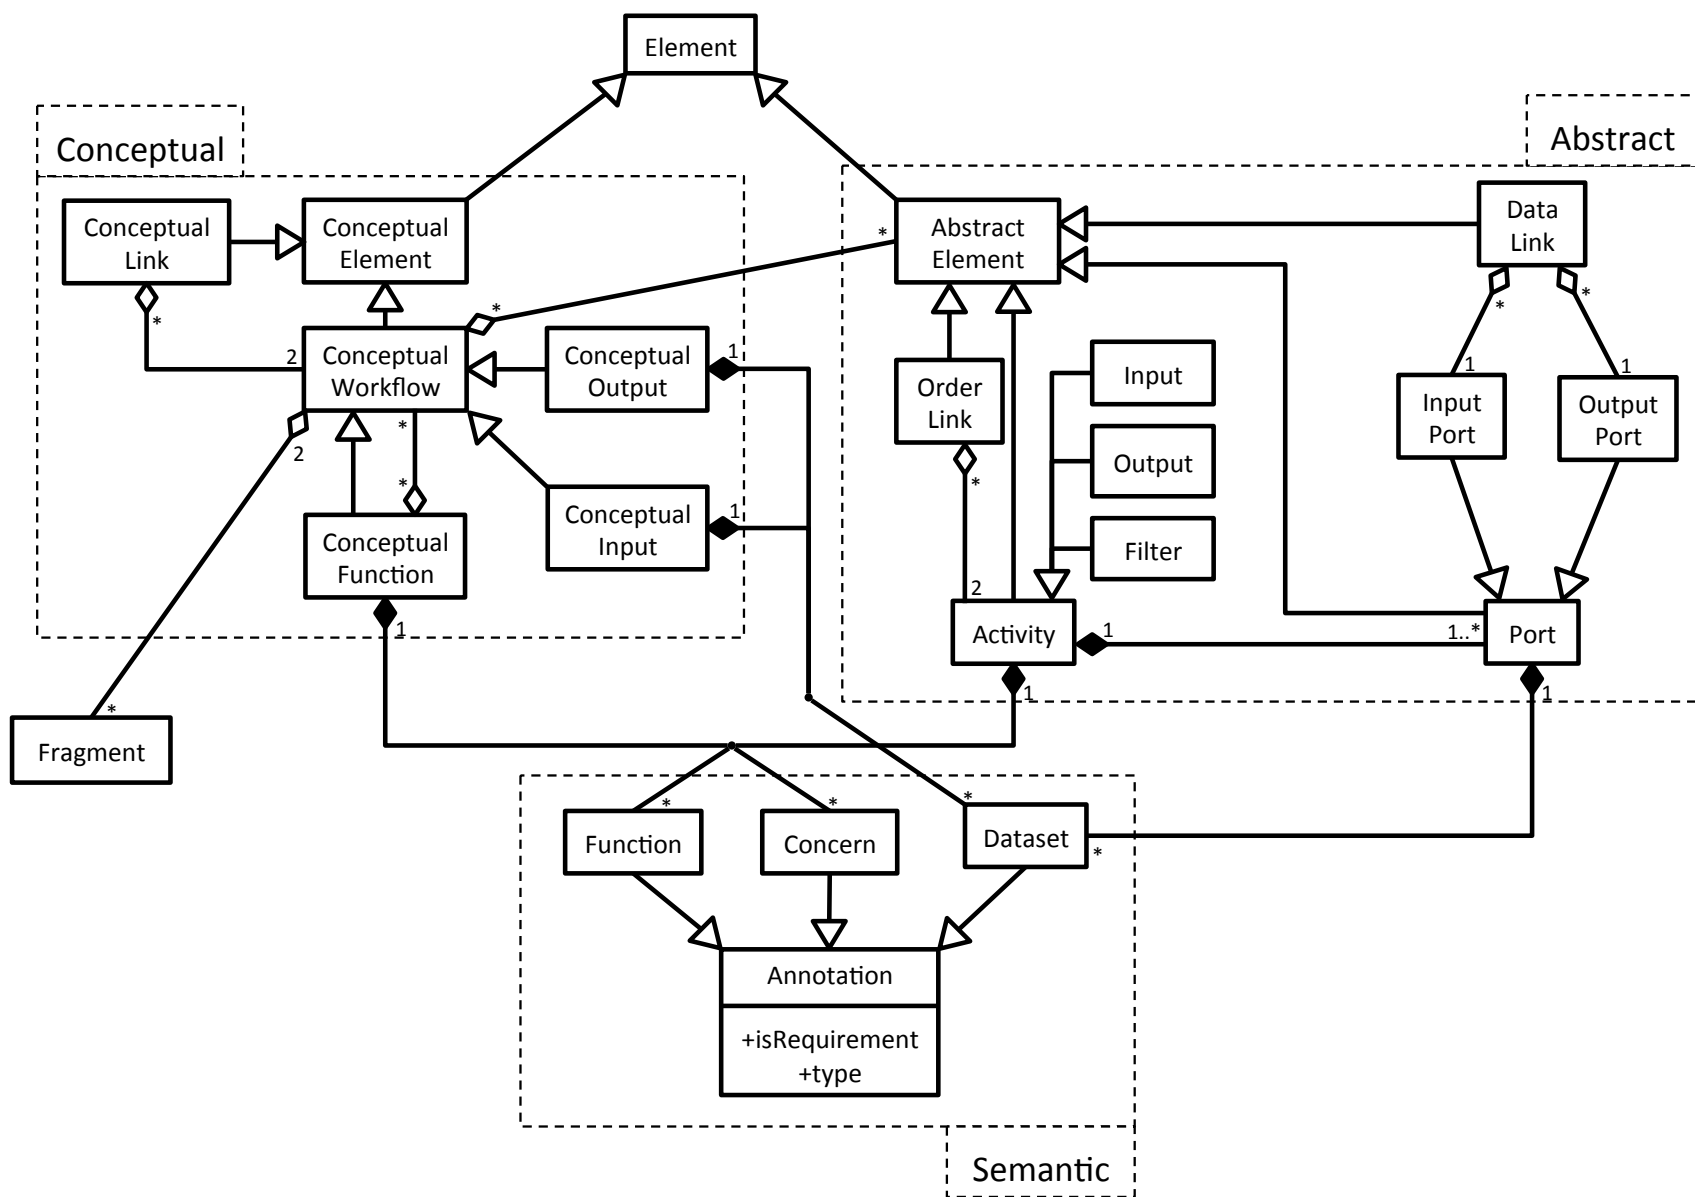 Element
Conceptual
Abstract
Conceptual
Link
Conceptual
Element
*
Abstract
Element
Data
Link
*
*
*
*
2
Conceptual
Workflow
Conceptual
Output
1
Order
Link
Input
1
1
Input
Port
Output
Port
*
2
*
*
Output
Conceptual
Function
Conceptual
Input
1
Filter
2
1
Activity
1
1..*
Port
1
1
*
Fragment
*
*
*
Function
Concern
Dataset
*
Annotation
+isRequirement
+type
Semantic